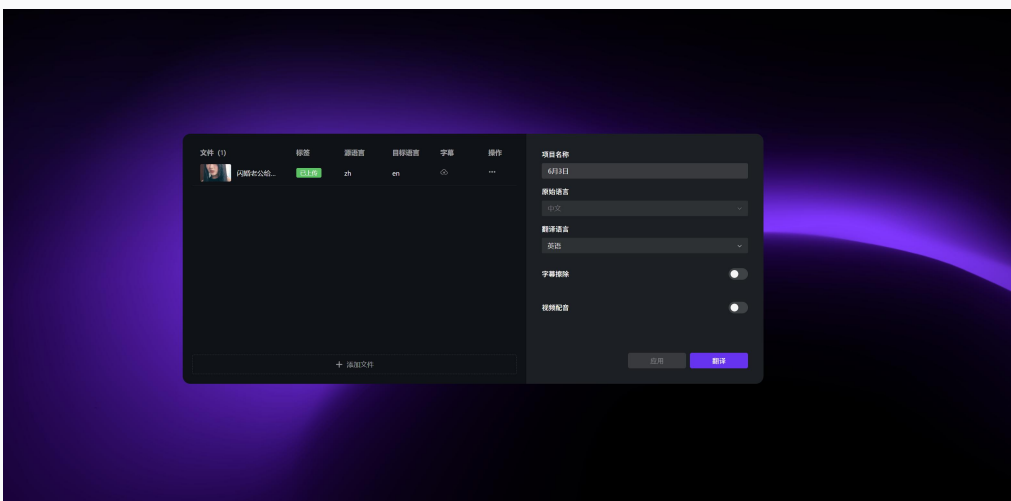 文件 (1) 标签 源语言 目标语言 字幕 操作
闪婚老公给... 已上传 zh en ...
+ 添加文件
项目名称
6月3日
原始语言
中文
翻译语言
英语
字幕擦除
视频配音
应用 翻译